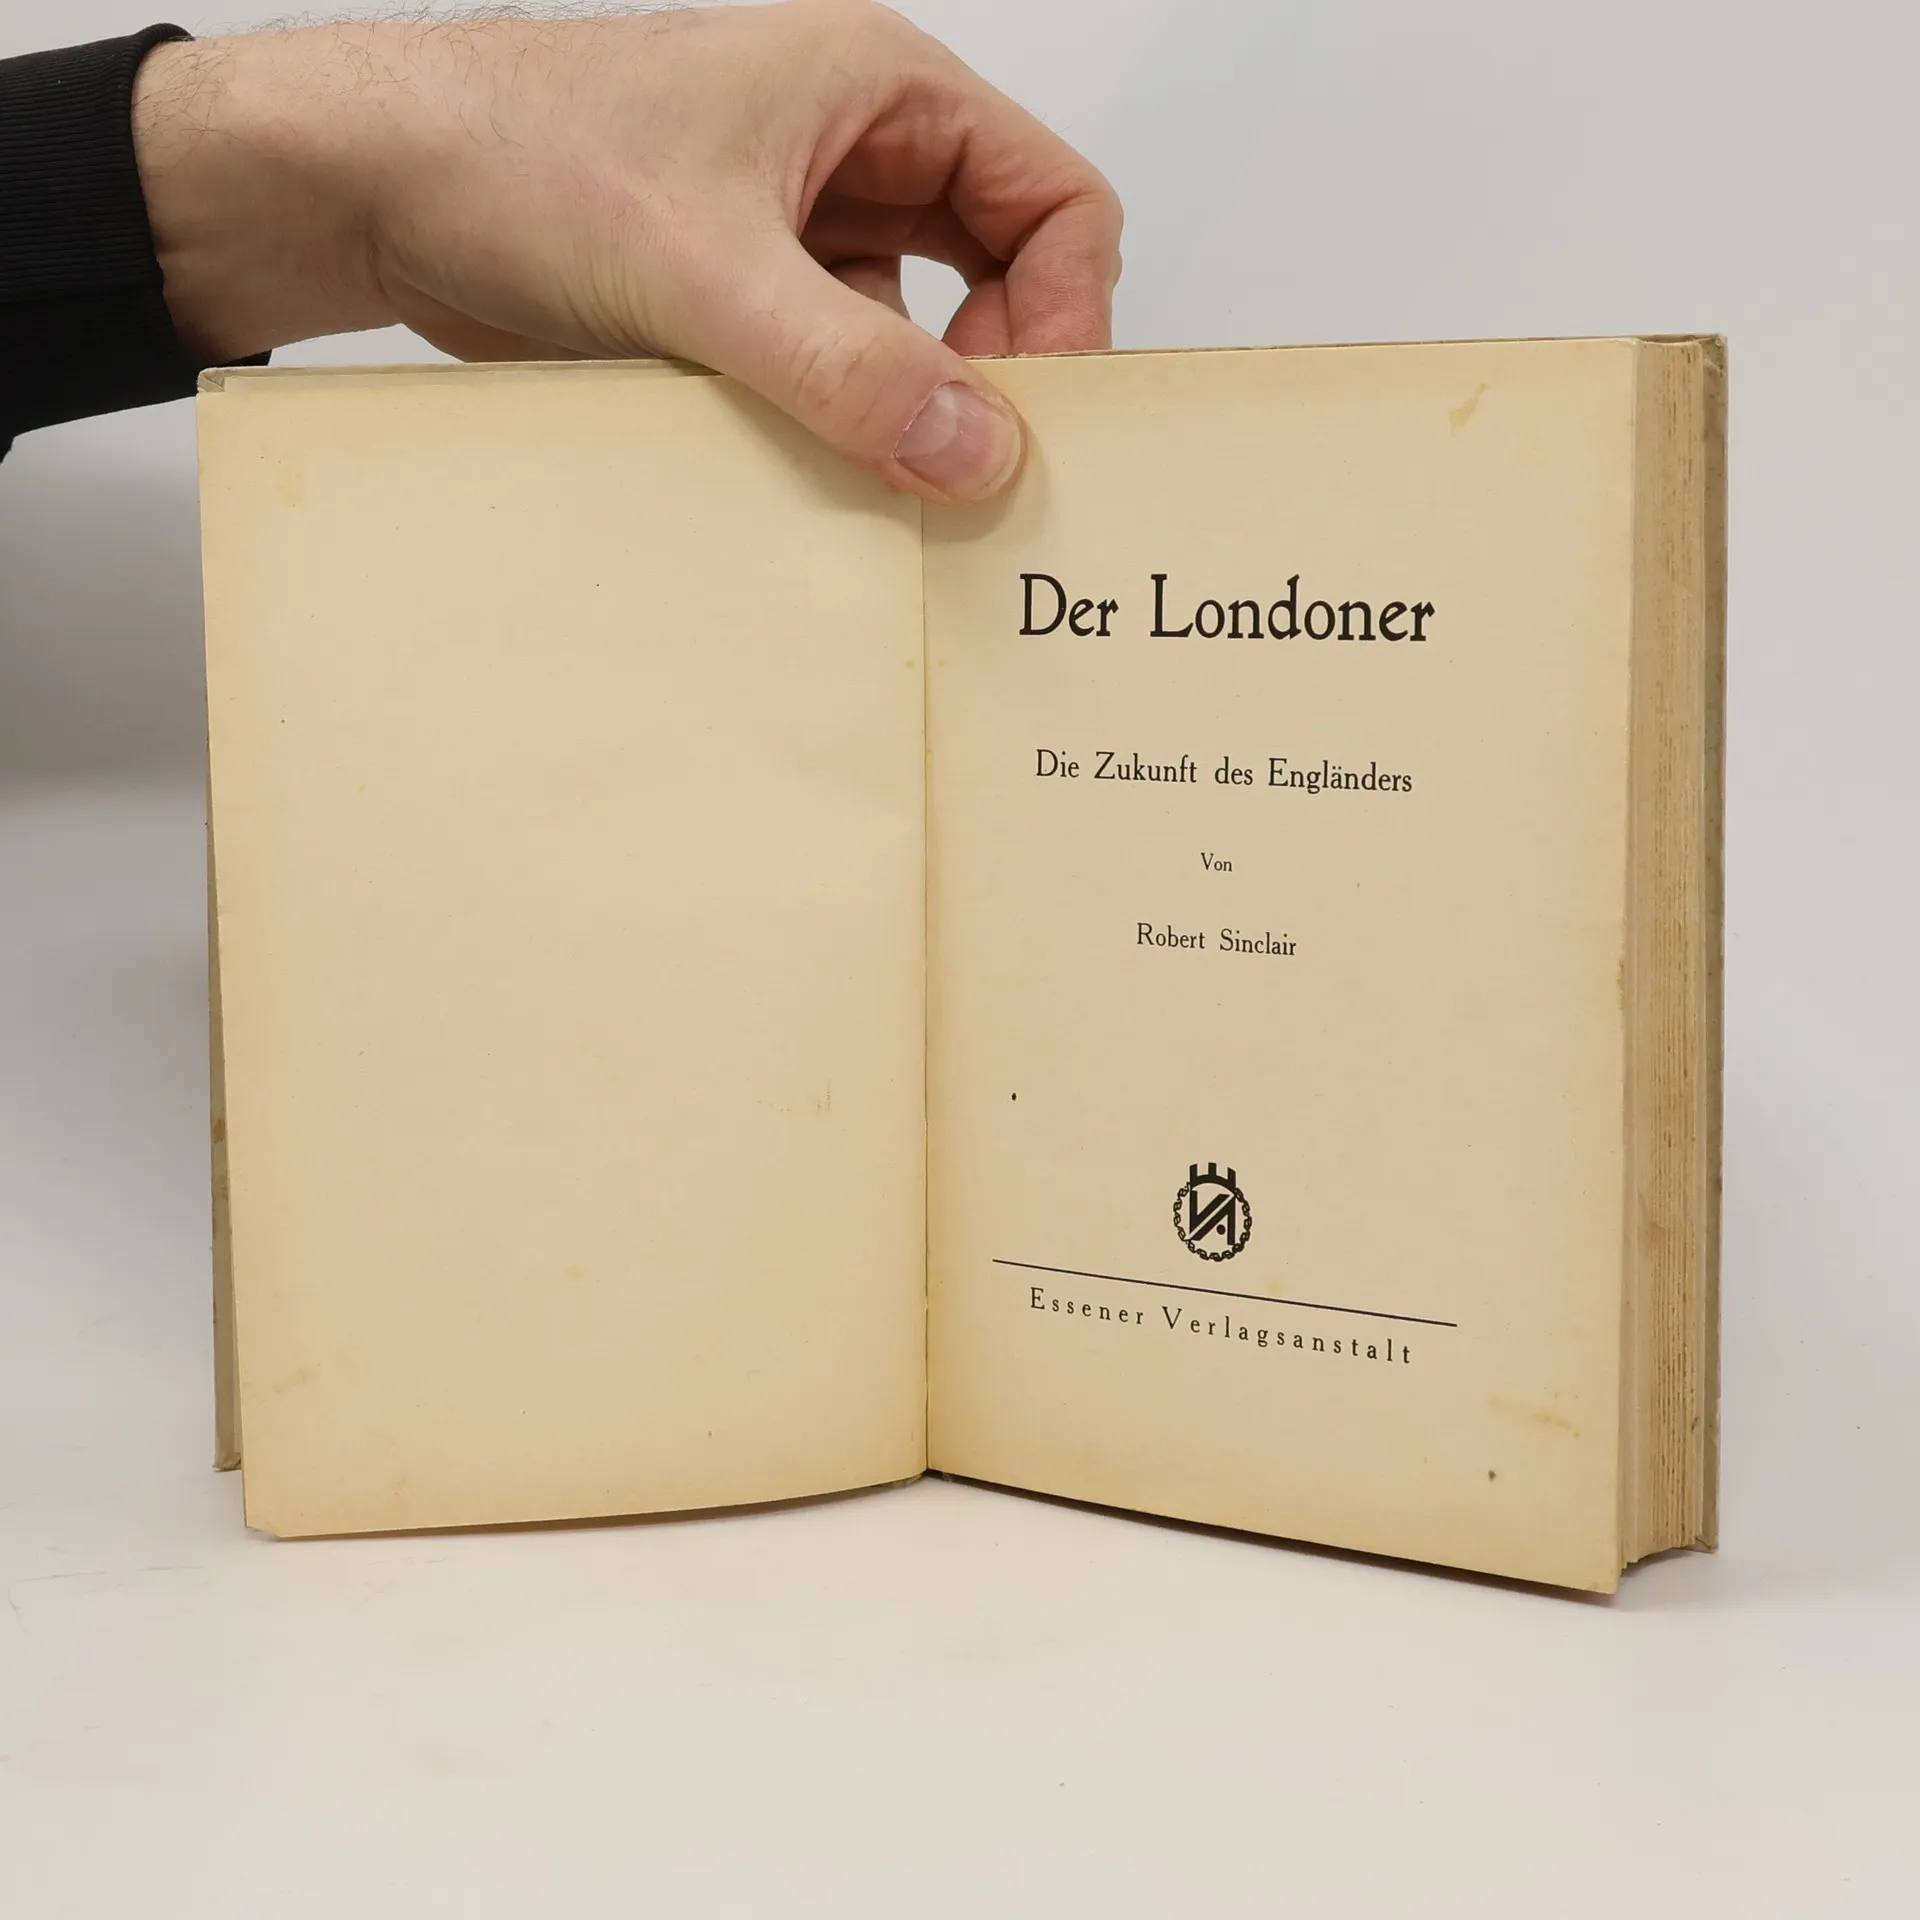 Der Londoner
Die Zukunft des Engländers
Von
Robert Sinclair
Essener Verlagsanstalt